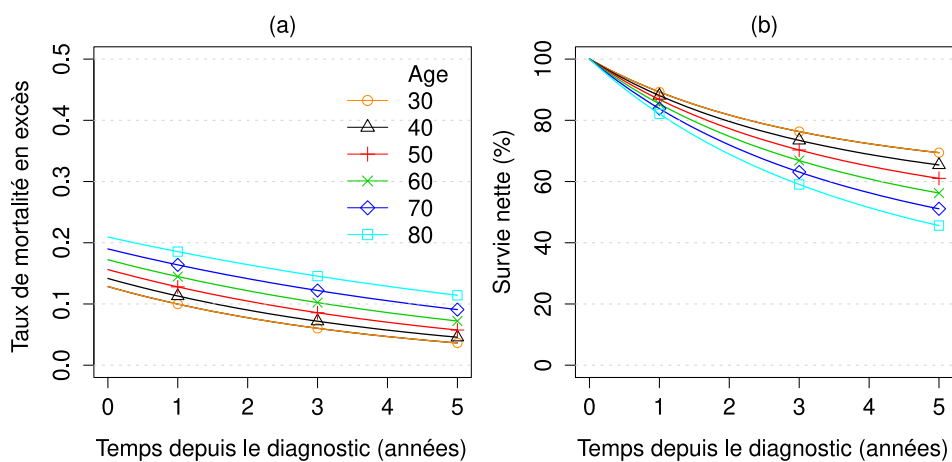 (a)
Taux de mortalité en excès
0.0 0.1 0.2 0.3 0.4 0.5
Age
30
40
50
60
70
80
0 1 2 3 4 5
Temps depuis le diagnostic (années)
(b)
Survie nette (%)
0 20 40 60 80 100
0 1 2 3 4 5
Temps depuis le diagnostic (années)